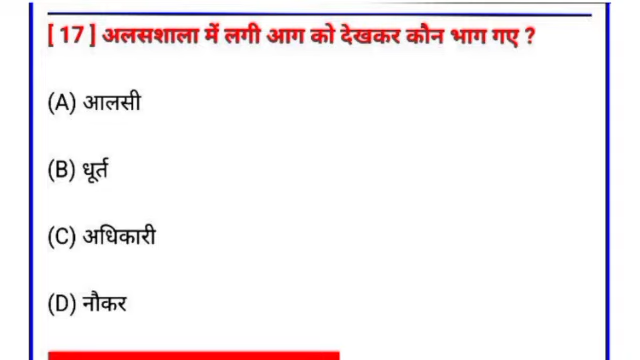 [ 17 ] अलसशाला में लगी आग को देखकर कौन भाग गए ?
(A) आलसी
(B) धूर्त
(C) अधिकारी
(D) नौकर